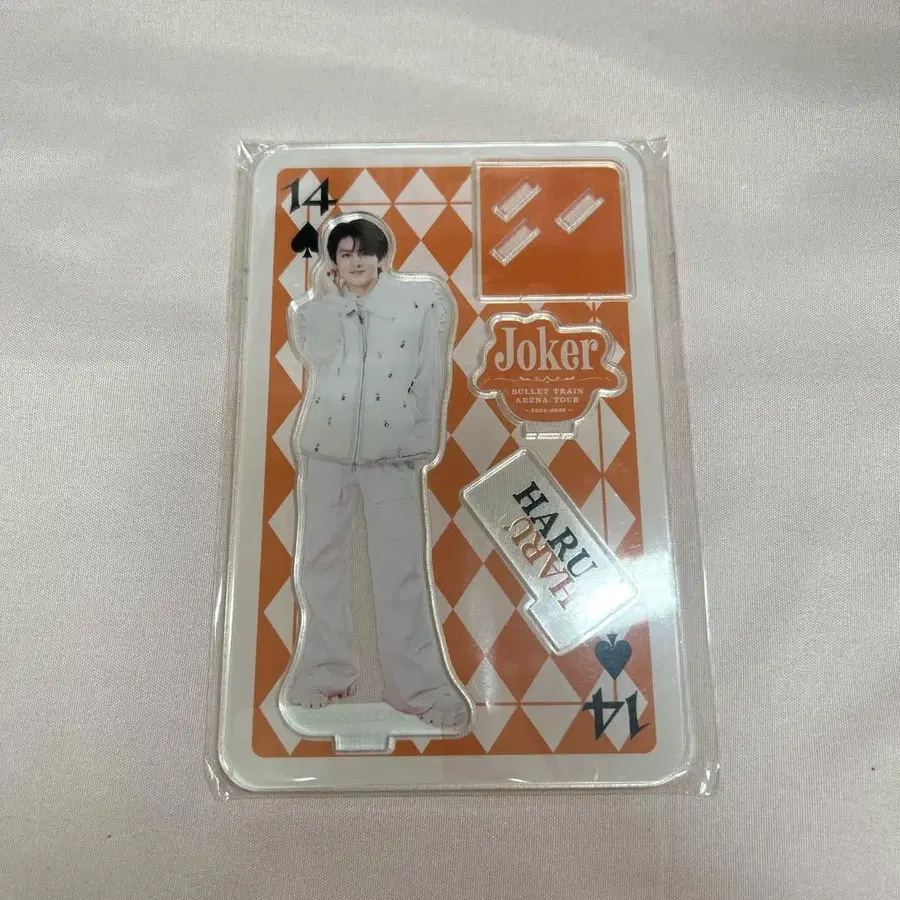 14
Joker
BULLET TRAIN
ARENA TOUR
HARU
HARU
14